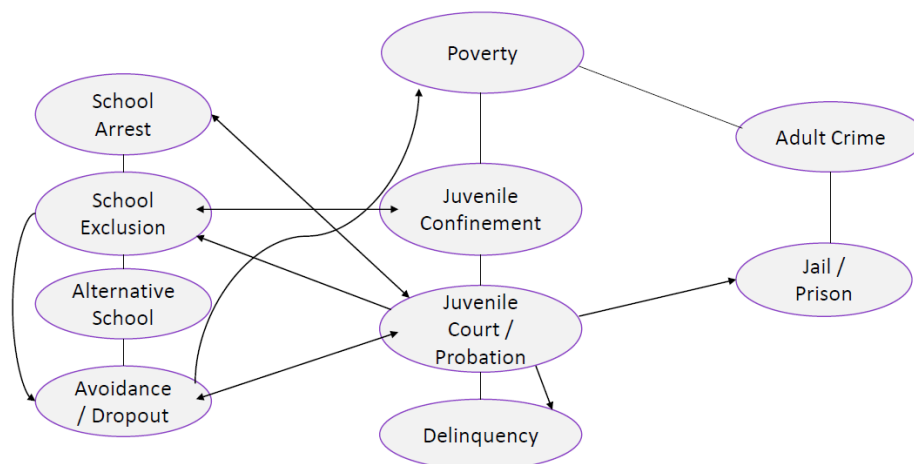 Poverty
School
Arrest
Adult Crime
School
Exclusion
Juvenile
Confinement
Alternative
School
Juvenile
Court /
Probation
Jail /
Prison
Avoidance
/ Dropout
Delinquency